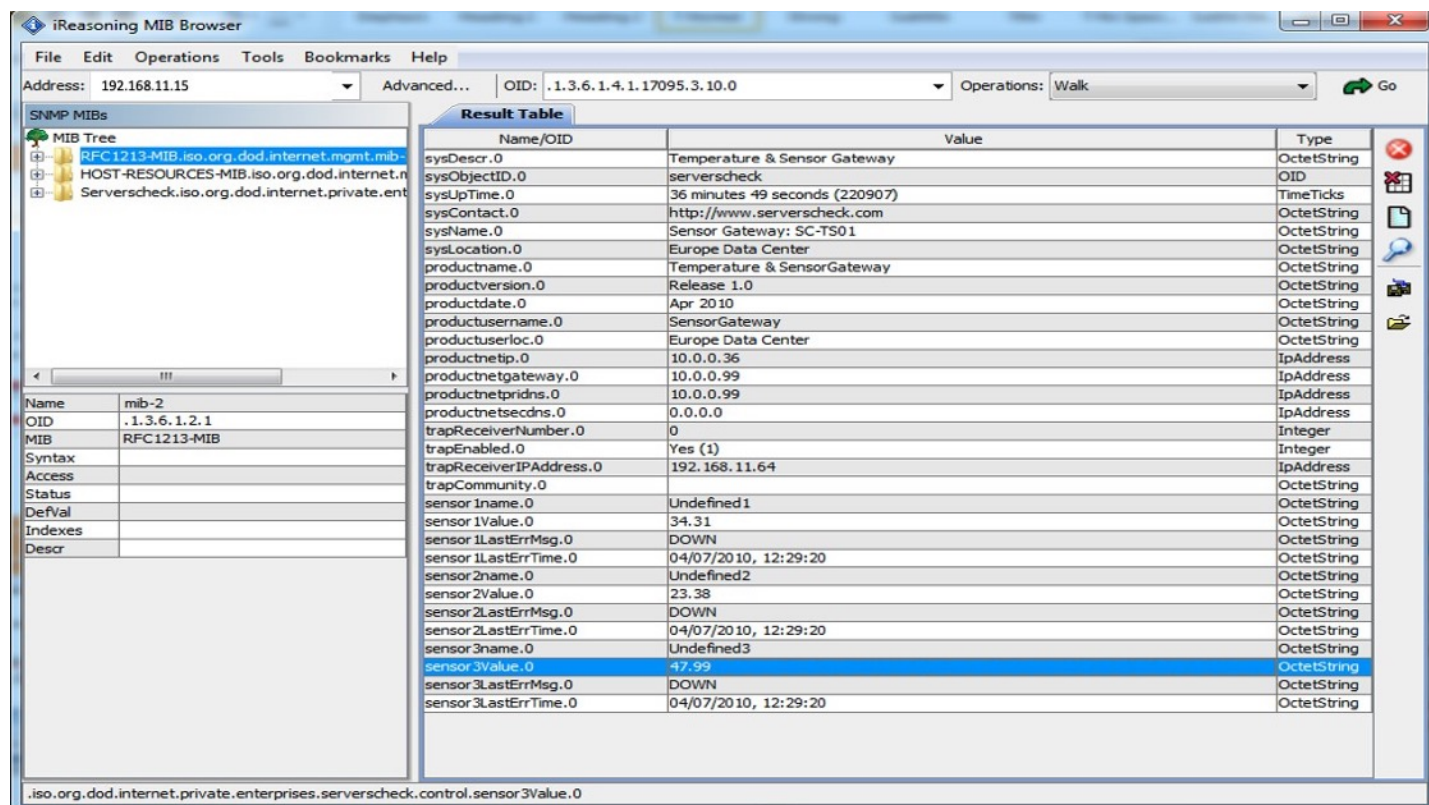 iReasoning MIB Browser
File Edit Operations Tools Bookmarks Help
Address: 192.168.11.15 Advanced... OID: .1.3.6.1.4.1.17095.3.10.0 Operations: Walk Go
SNMP MIBs
MIB Tree
RFC1213-MIB.iso.org.dod.internet.mgmt.mib-
HOST-RESOURCES-MIB.iso.org.dod.internet.m
Serverscheck.iso.org.dod.internet.private.ent
Name mib-2
OID .1.3.6.1.2.1
MIB RFC1213-MIB
Syntax
Access
Status
DefVal
Indexes
Descr
Result Table
Name/OID Value Type
sysDescr.0 Temperature & Sensor Gateway OctetString
sysObjectID.0 serverscheck OID
sysUpTime.0 36 minutes 49 seconds (220907) TimeTicks
sysContact.0 http://www.serverscheck.com OctetString
sysName.0 Sensor Gateway: SC-TS01 OctetString
sysLocation.0 Europe Data Center OctetString
productname.0 Temperature & SensorGateway OctetString
productversion.0 Release 1.0 OctetString
productdate.0 Apr 2010 OctetString
productusername.0 SensorGateway OctetString
productuserloc.0 Europe Data Center OctetString
productnetip.0 10.0.0.36 IpAddress
productnetgateway.0 10.0.0.99 IpAddress
productnetpridns.0 10.0.0.99 IpAddress
productnetsecdns.0 0.0.0.0 IpAddress
trapReceiverNumber.0 0 Integer
trapEnabled.0 Yes (1) Integer
trapReceiverIPAddress.0 192.168.11.64 IpAddress
trapCommunity.0 OctetString
sensor1name.0 Undefined1 OctetString
sensor1Value.0 34.31 OctetString
sensor1LastErrMsg.0 DOWN OctetString
sensor1LastErrTime.0 04/07/2010, 12:29:20 OctetString
sensor2name.0 Undefined2 OctetString
sensor2Value.0 23.38 OctetString
sensor2LastErrMsg.0 DOWN OctetString
sensor2LastErrTime.0 04/07/2010, 12:29:20 OctetString
sensor3name.0 Undefined3 OctetString
sensor3Value.0 47.99 OctetString
sensor3LastErrMsg.0 DOWN OctetString
sensor3LastErrTime.0 04/07/2010, 12:29:20 OctetString
.iso.org.dod.internet.private.enterprises.serverscheck.control.sensor3Value.0